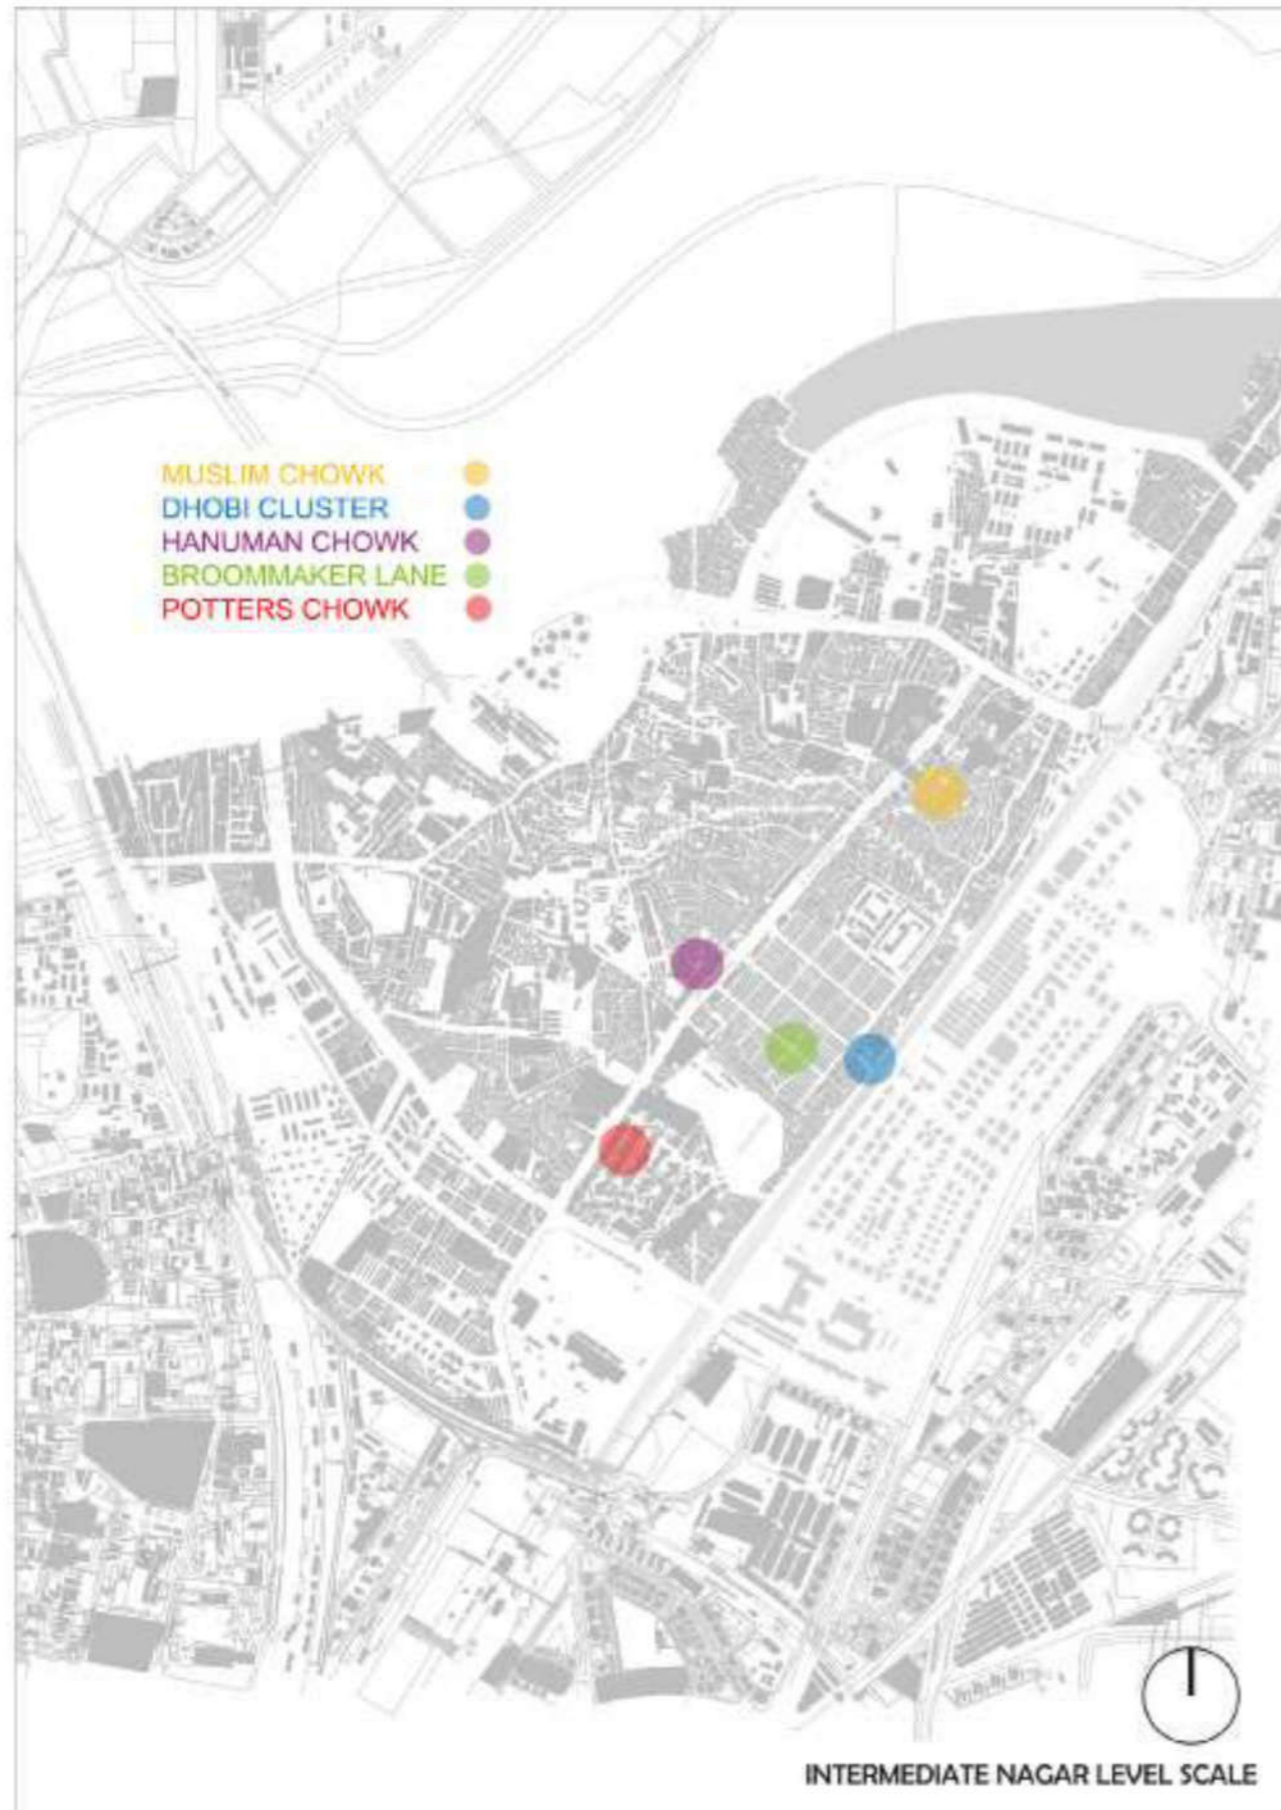 MUSLIM CHOWK
DHOBI CLUSTER
HANUMAN CHOWK
BROOMMAKER LANE
POTTERS CHOWK
INTERMEDIATE NAGAR LEVEL SCALE